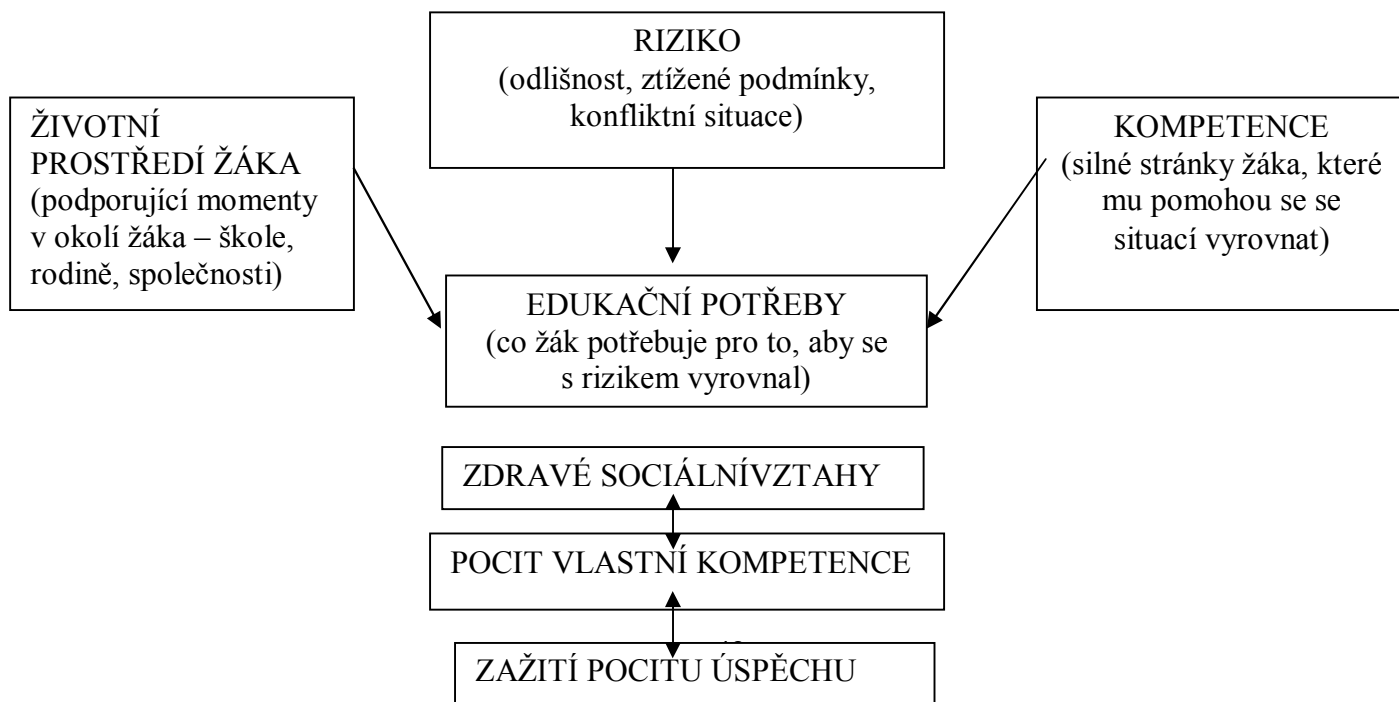 RIZIKO
(odlišnost, ztížené podmínky,
konfliktní situace)
ŽIVOTNÍ
PROSTŘEDÍ ŽÁKA
(podporující momenty
v okolí žáka – škole,
rodině, společnosti)
KOMPETENCE
(silné stránky žáka, které
mu pomohou se se
situací vyrovnat)
EDUKAČNÍ POTŘEBY
(co žák potřebuje pro to, aby se
s rizikem vyrovnal)
ZDRAVÉ SOCIÁLNÍVZTAHY
POCIT VLASTNÍ KOMPETENCE
ZAŽITÍ POCITU ÚSPĚCHU